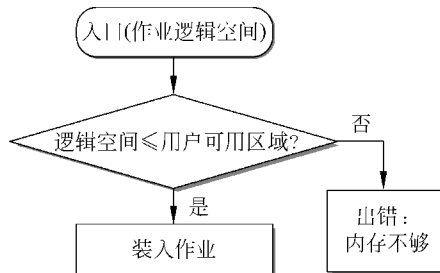 入口(作业逻辑空间)
逻辑空间≤用户可用区域?
否
是
出错：
内存不够
装入作业